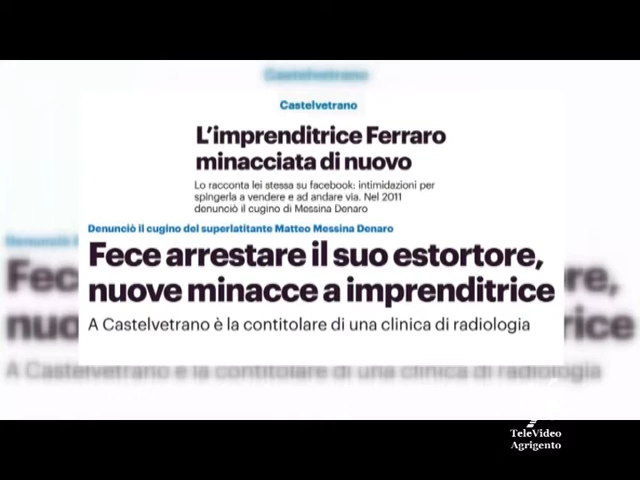 Castelvetrano
Castelvetrano
L'imprenditrice Ferraro
minacciata di nuovo
Lo racconta lei stessa su facebook: intimidazioni per
spingerla a vendere e ad andare via. Nel 2011
denunciò il cugino di Messina Denaro
Denunciò il cugino del superlatitante Matteo Messina Denaro
Fece arrestare il suo estortore,
nuove minacce a imprenditrice
A Castelvetrano è la contitolare di una clinica di radiologia
TeleVideo
Agrigento